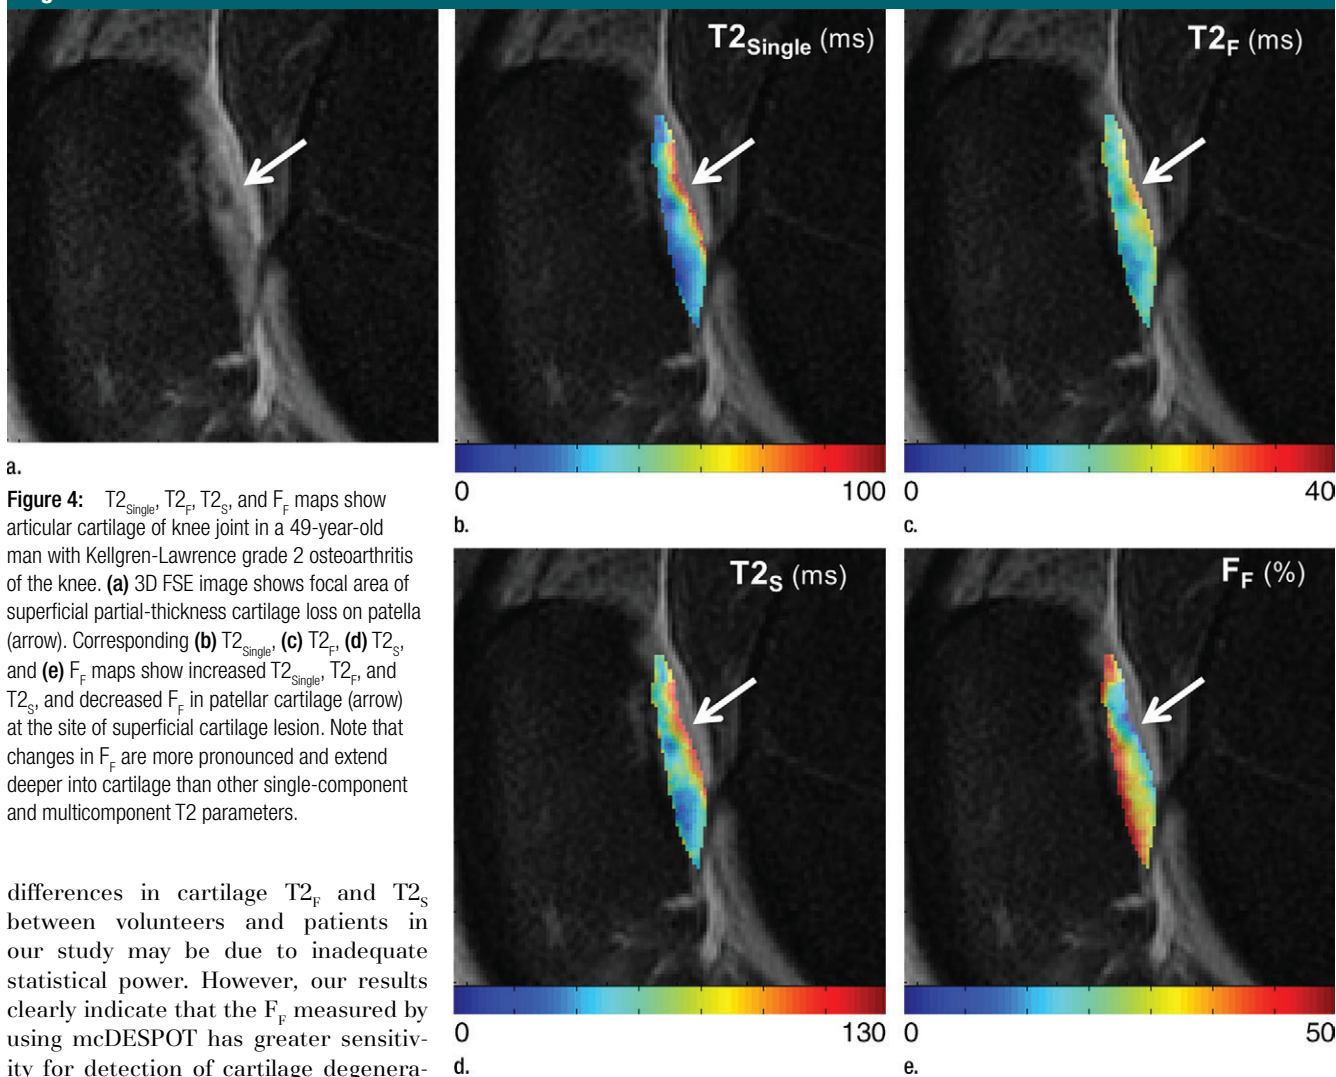 T2Single (ms)
T2F (ms)
a.
0 100
0 40
b.
c.
Figure 4: T2Single, T2F, T2S, and FF maps show
articular cartilage of knee joint in a 49-year-old
man with Kellgren-Lawrence grade 2 osteoarthritis
of the knee. (a) 3D FSE image shows focal area of
superficial partial-thickness cartilage loss on patella
(arrow). Corresponding (b) T2Single, (c) T2F, (d) T2S,
and (e) FF maps show increased T2Single, T2F, and
T2S, and decreased FF in patellar cartilage (arrow)
at the site of superficial cartilage lesion. Note that
changes in FF are more pronounced and extend
deeper into cartilage than other single-component
and multicomponent T2 parameters.
T2S (ms)
FF (%)
0 130
0 50
d.
e.
differences in cartilage T2F and T2S
between volunteers and patients in
our study may be due to inadequate
statistical power. However, our results
clearly indicate that the FF measured by
using mcDESPOT has greater sensitiv-
ity for detection of cartilage degenera-